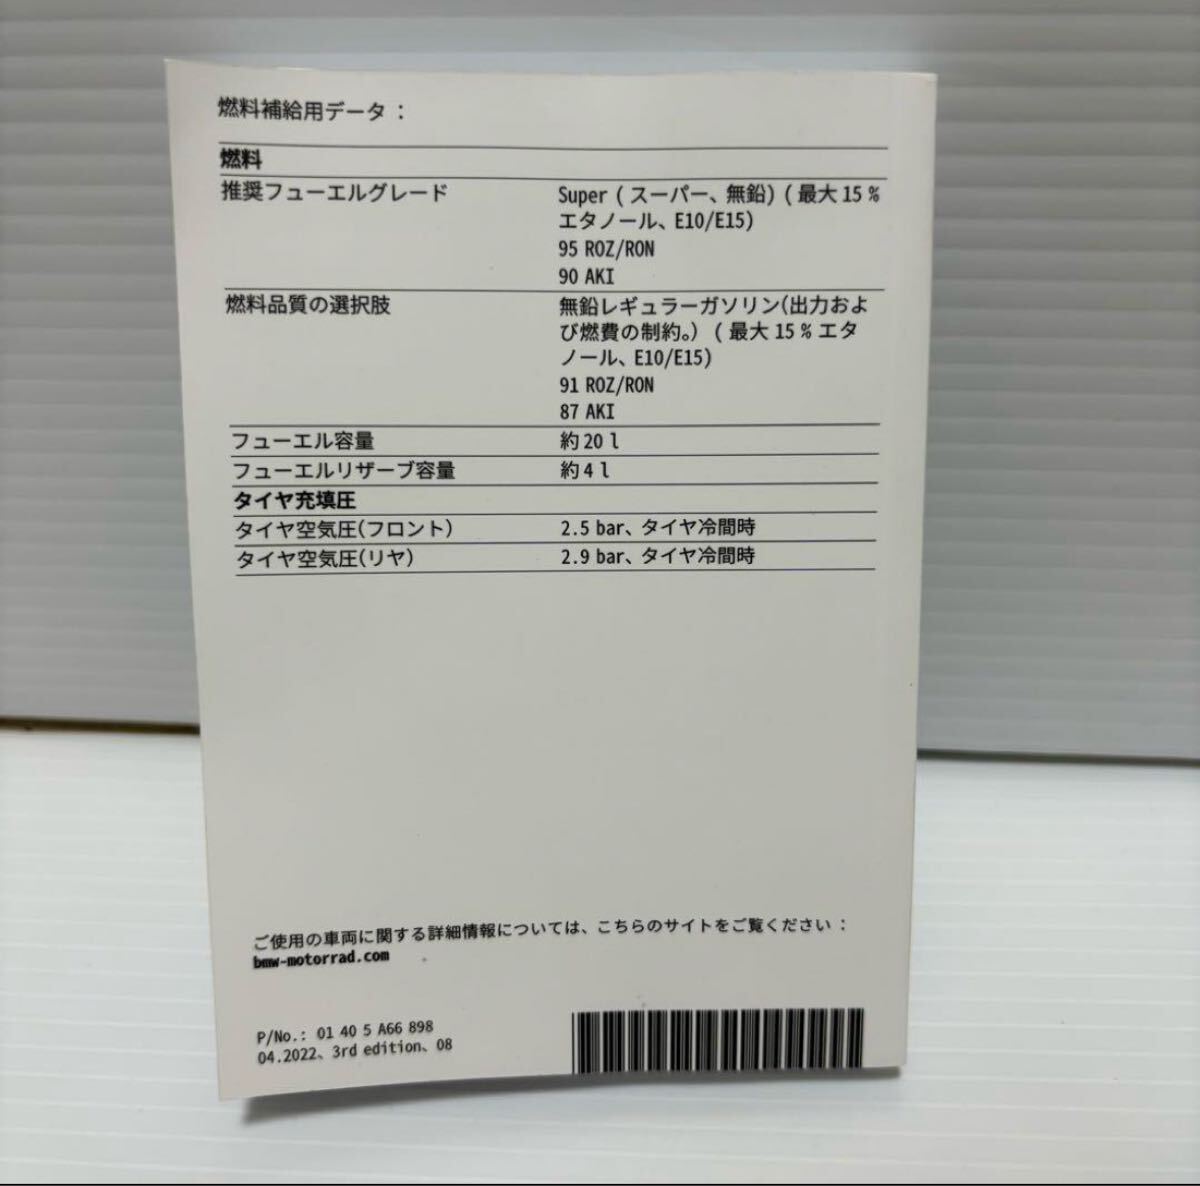 燃料補給用データ：
燃料
推奨フューエルグレード Super (スーパー、無鉛) (最大 15 %
エタノール、E10/E15)
95 ROZ/RON
90 AKI
燃料品質の選択肢 無鉛レギュラーガソリン(出力およ
び燃費の制約。) (最大 15 % エタ
ノール、E10/E15)
91 ROZ/RON
87 AKI
フューエル容量 約 20 l
フューエルリザーブ容量 約 4 l
タイヤ充填圧
タイヤ空気圧(フロント) 2.5 bar、タイヤ冷間時
タイヤ空気圧(リヤ) 2.9 bar、タイヤ冷間時
ご使用の車両に関する詳細情報については、こちらのサイトをご覧ください：
bmw-motorrad.com
P/No.: 01 40 5 A66 898
04.2022、3rd edition、08